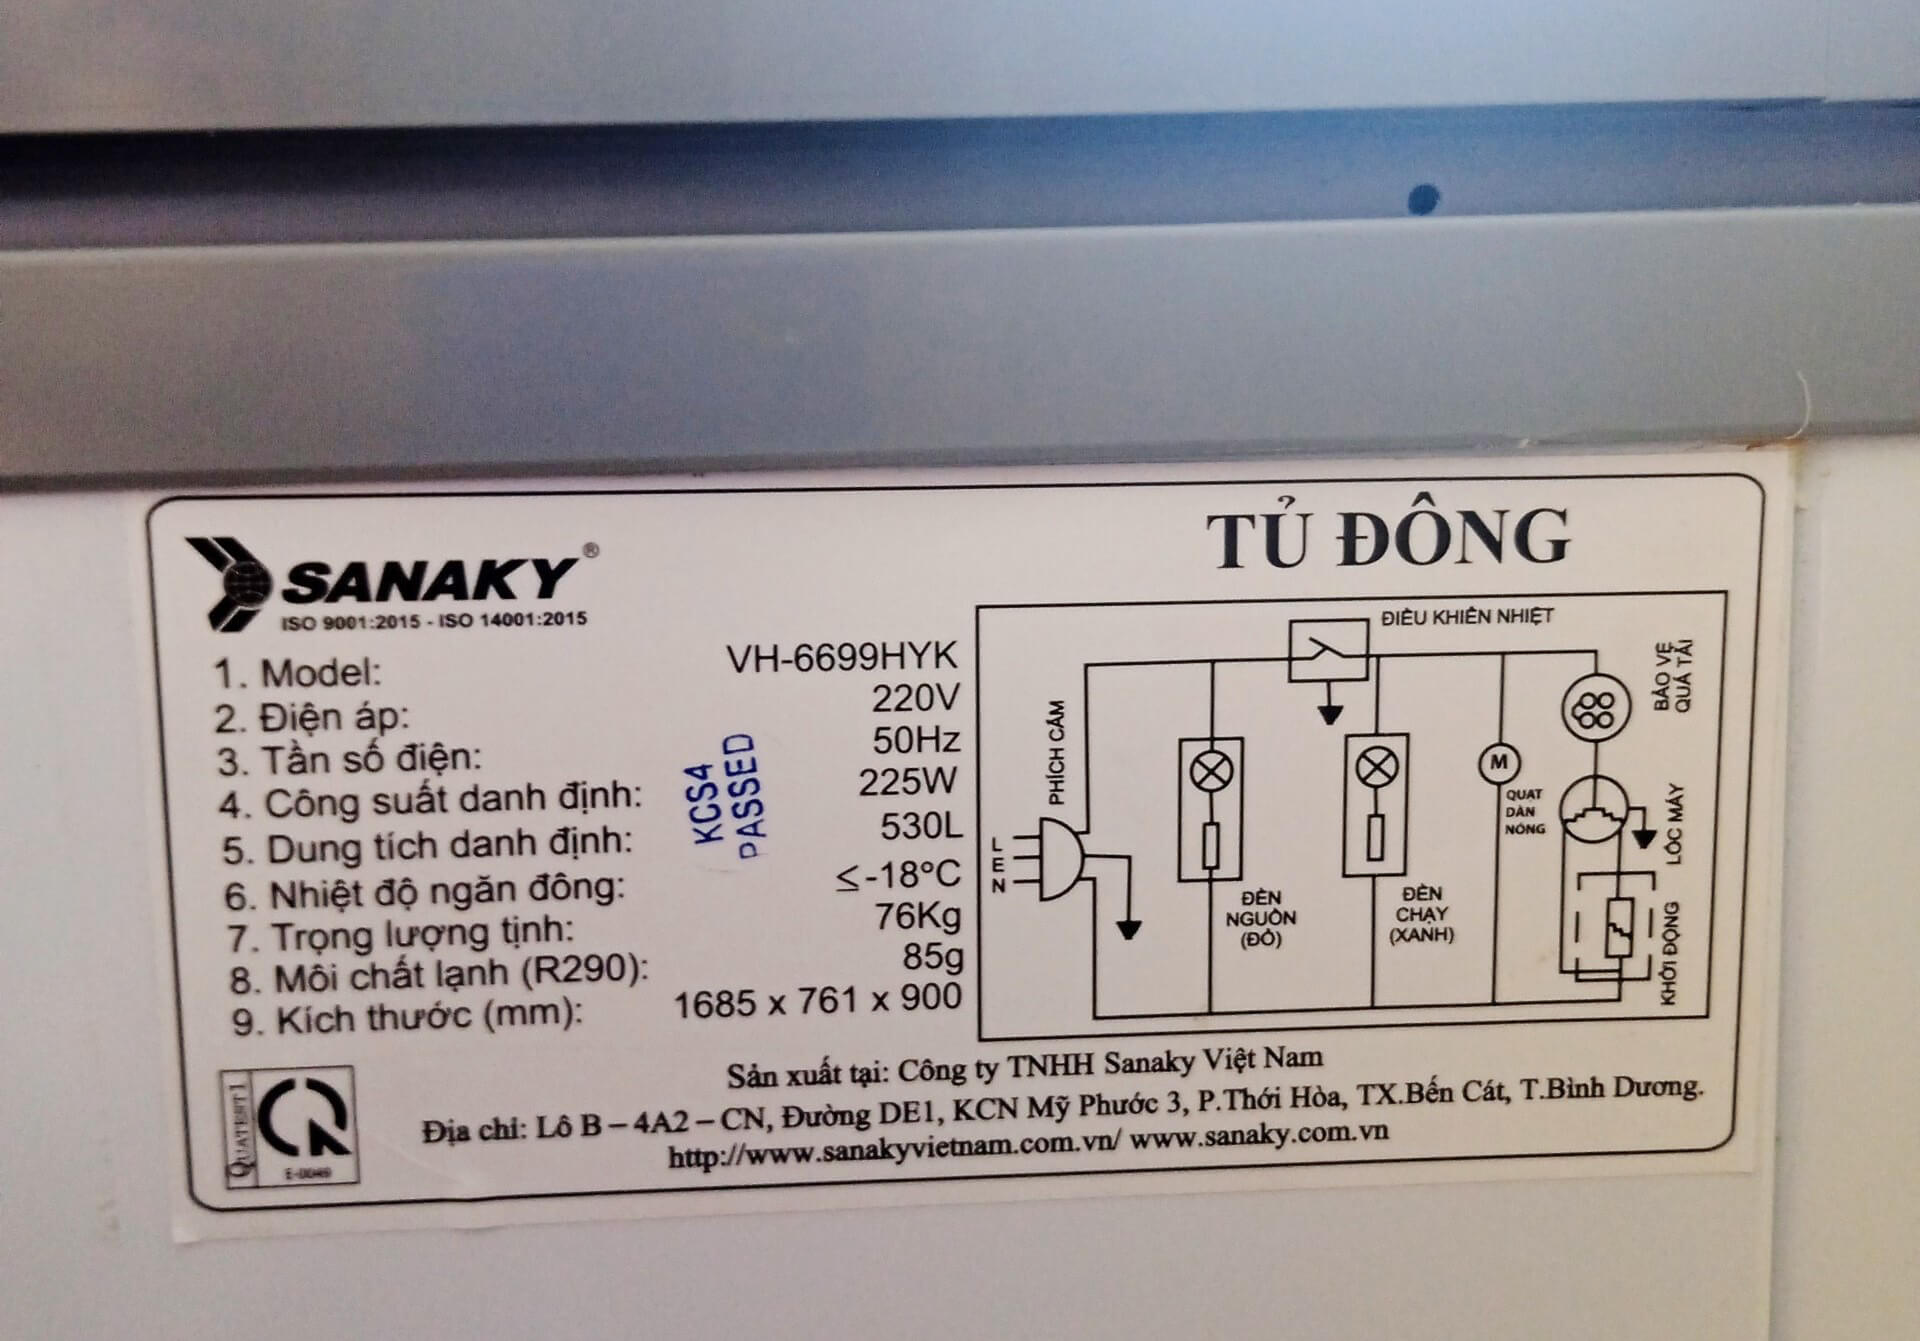 TỦ ĐÔNG
SANAKY®
ISO 9001:2015 - ISO 14001:2015
1. Model: VH-6699HYK
2. Điện áp: 220V
3. Tần số điện: 50Hz
4. Công suất danh định: 225W
5. Dung tích danh định: 530L
6. Nhiệt độ ngăn đông: ≤-18°C
7. Trọng lượng tịnh: 76Kg
8. Môi chất lạnh (R290): 85g
9. Kích thước (mm): 1685 x 761 x 900
KCS4
PASSED
ĐIỀU KHIỂN NHIỆT
PHÍCH CẮM
L
E
N
ĐÈN
NGUỒN
(ĐỎ)
ĐÈN
CHẠY
(XANH)
M
QUẠT
DÀN
NÓNG
BẢO VỆ
QUÁ TẢI
LỐC MÁY
KHỞI ĐỘNG
QUATEST 1
E-0049
Sản xuất tại: Công ty TNHH Sanaky Việt Nam
Địa chỉ: Lô B – 4A2 – CN, Đường DE1, KCN Mỹ Phước 3, P.Thới Hòa, TX.Bến Cát, T.Bình Dương.
http://www.sanakyvietnam.com.vn/ www.sanaky.com.vn